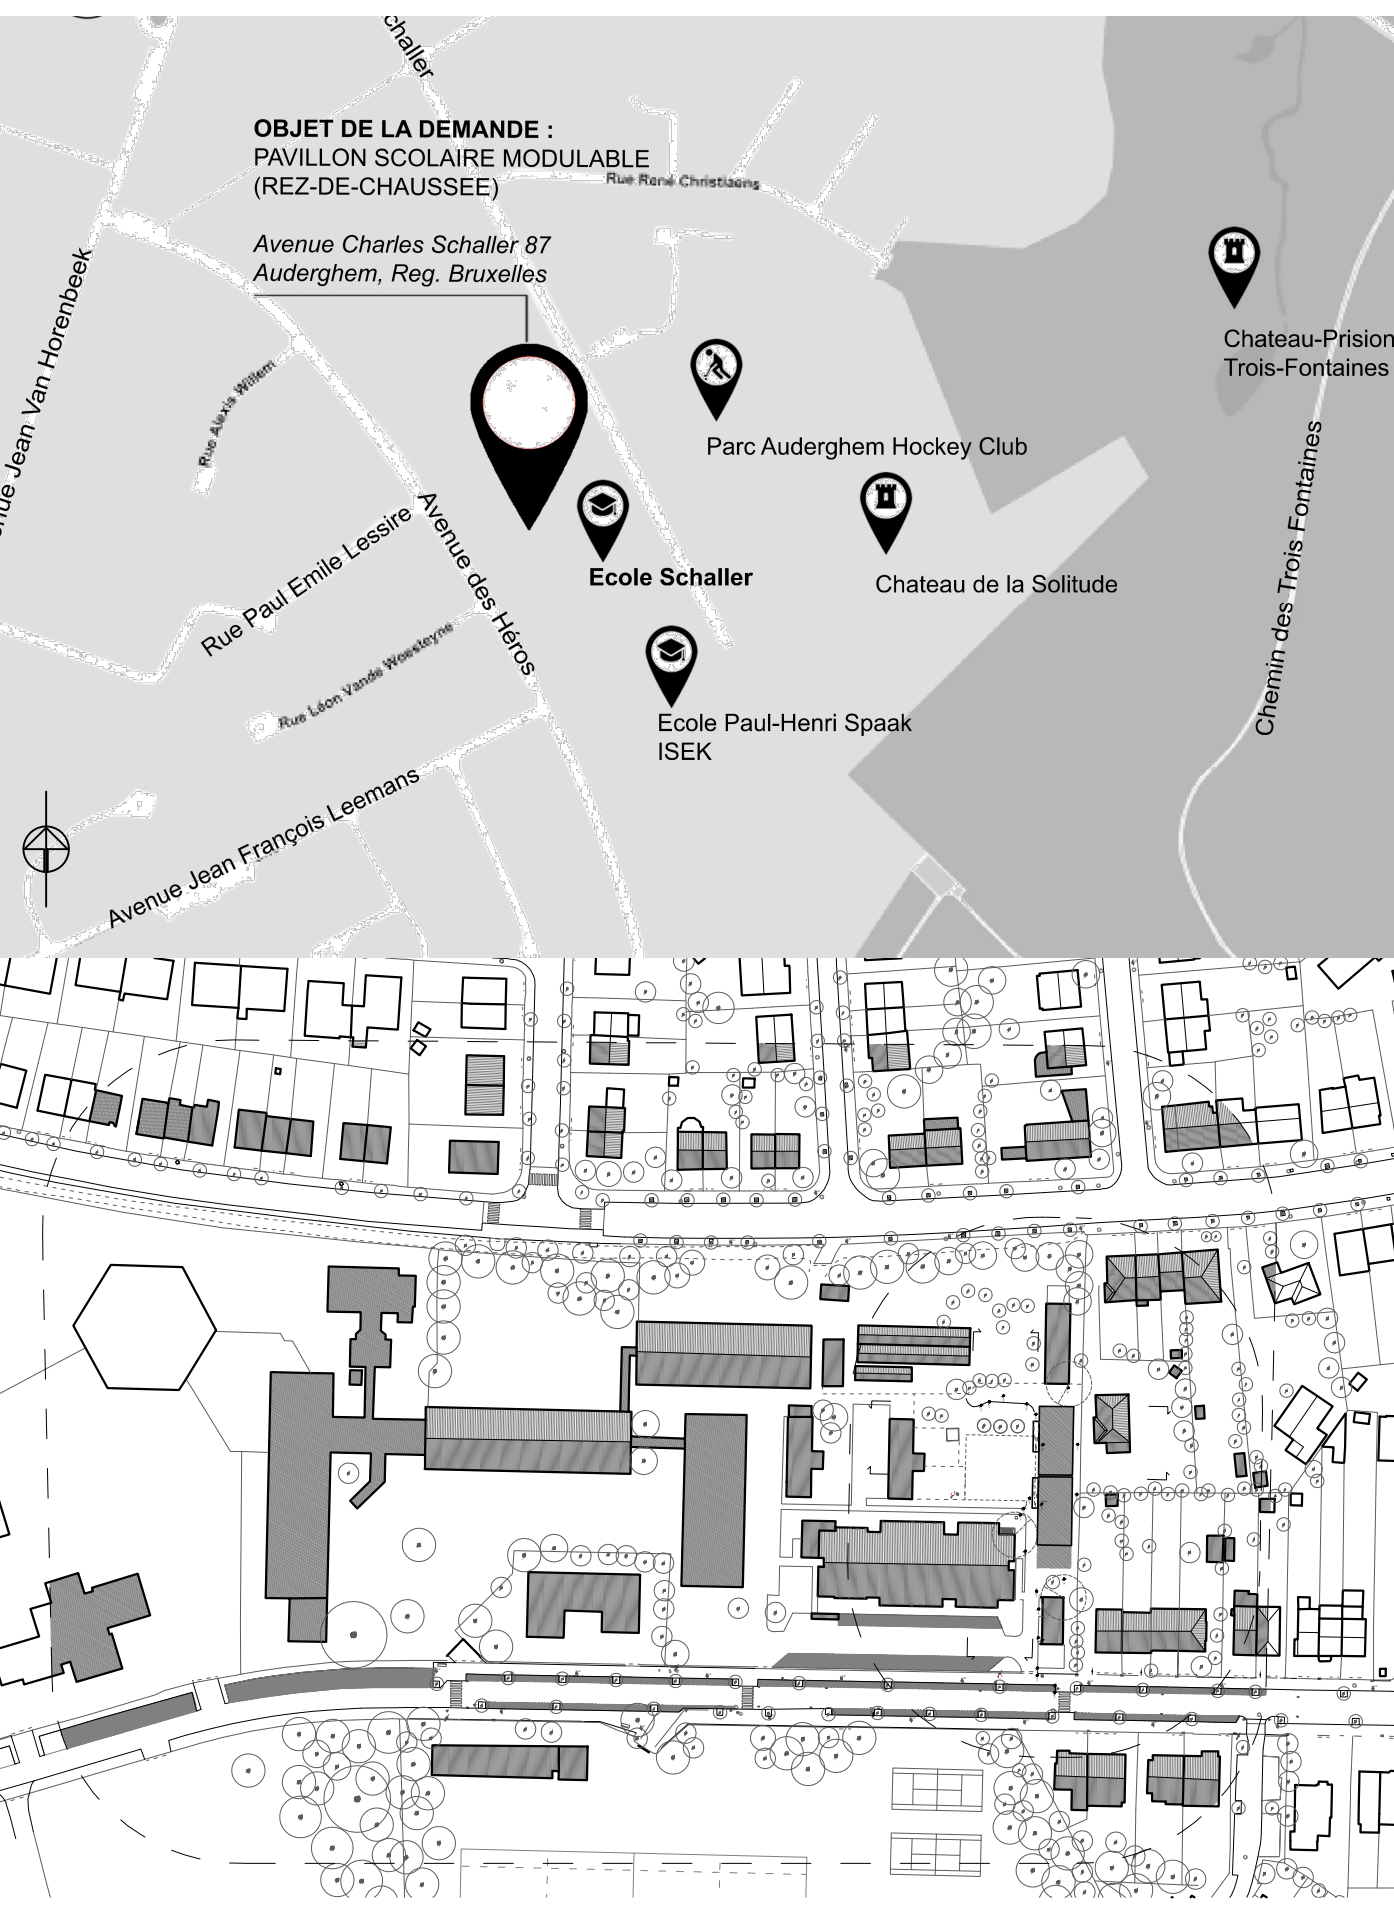 challer
OBJET DE LA DEMANDE :
PAVILLON SCOLAIRE MODULABLE
(REZ-DE-CHAUSSEE)
Rue René Christiaens
Avenue Charles Schaller 87
Auderghem, Reg. Bruxelles
nue Jean Van Horenbeek
Chateau-Prision
Trois-Fontaines
Rue Alexis Willem
Parc Auderghem Hockey Club
Avenue des Héros
Rue Paul Emile Lessire
Ecole Schaller
Chateau de la Solitude
Chemin des Trois Fontaines
Rue Léon Vande Woesteyne
Ecole Paul-Henri Spaak
ISEK
Avenue Jean François Leemans